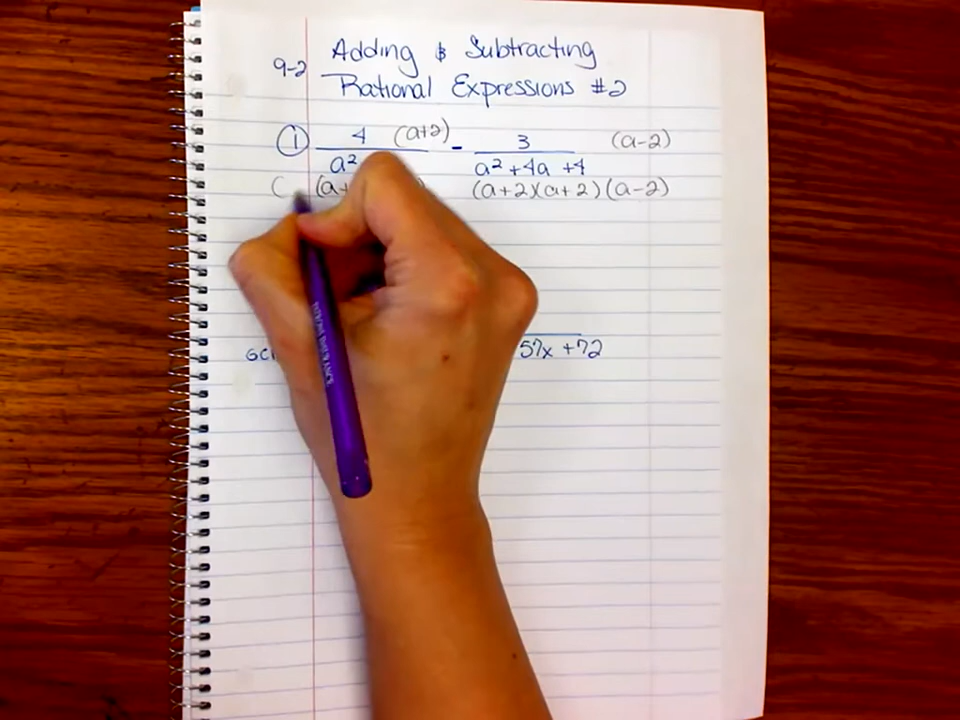 9-2 Adding & Subtracting
Rational Expressions #2
① 4 (a+2) - 3 (a-2)
a² a² + 4a + 4
( (a+ (a+2)(a+2)(a-2)
57x + 72